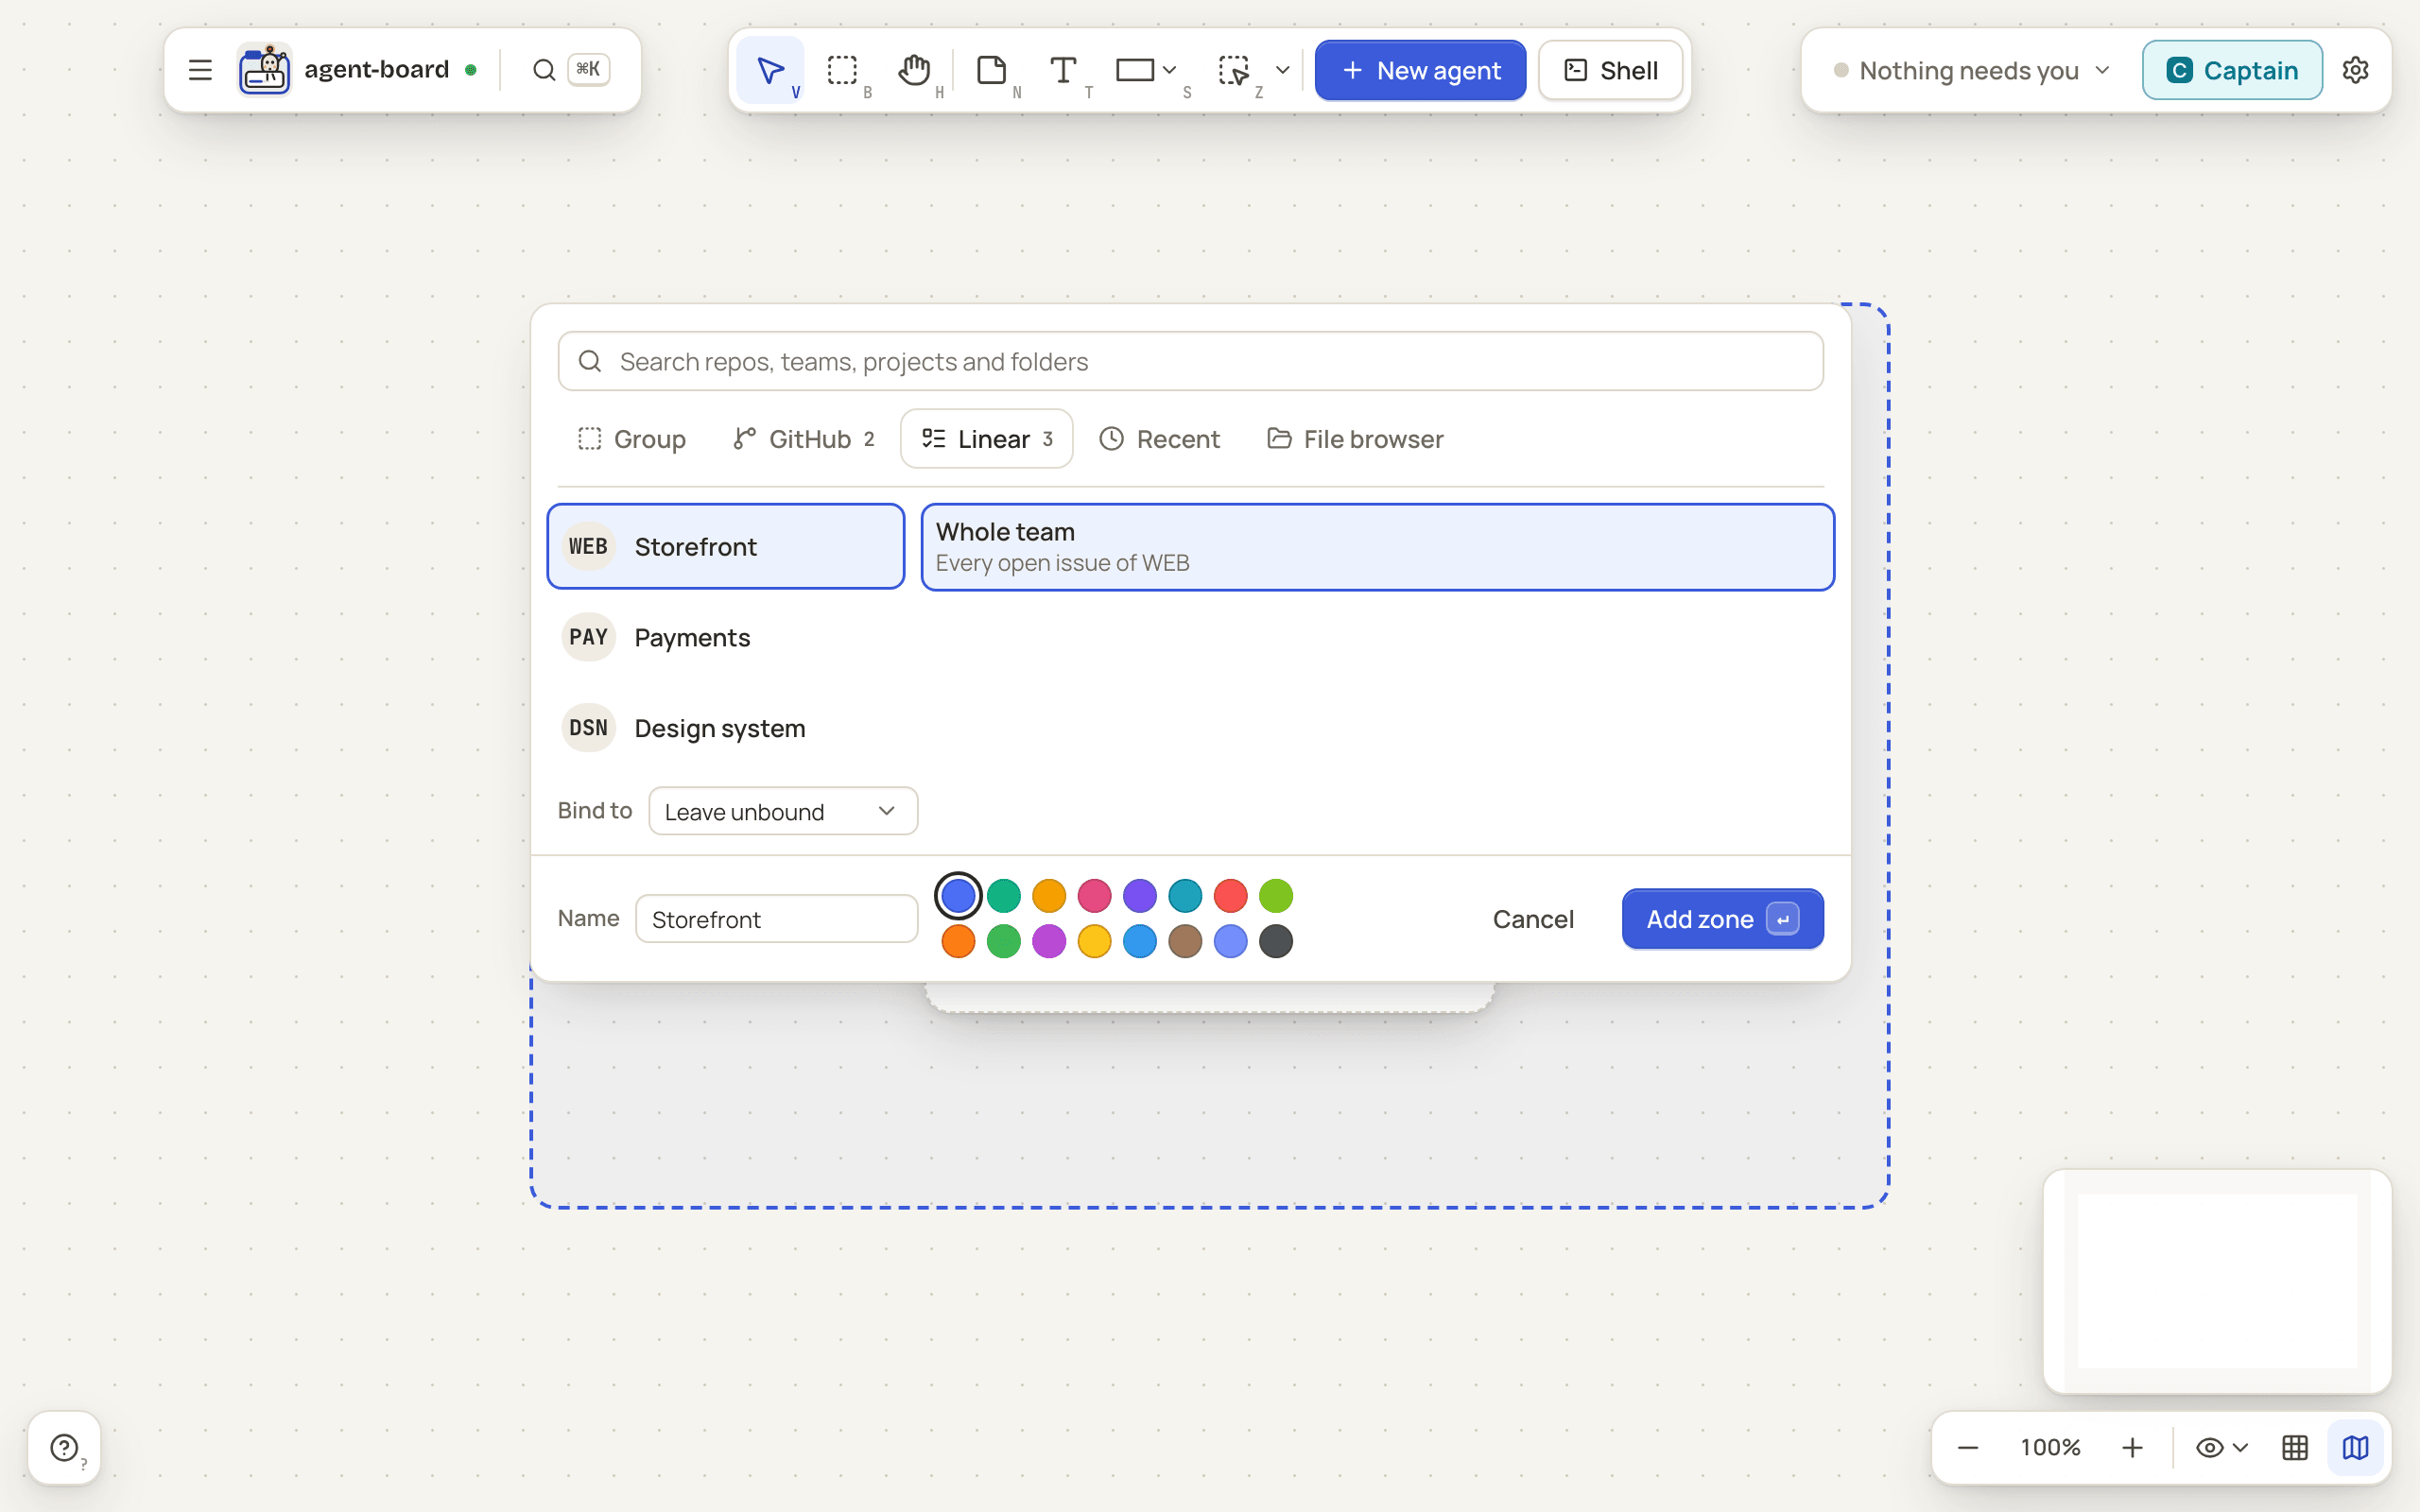 agent-board ⌘K
V B H N T S Z
+ New agent
Shell
Nothing needs you
C Captain
Search repos, teams, projects and folders
Group GitHub 2 Linear 3 Recent File browser
WEB Storefront
Whole team
Every open issue of WEB
PAY Payments
DSN Design system
Bind to Leave unbound
Name Storefront
Cancel Add zone ↵
? ?
100%